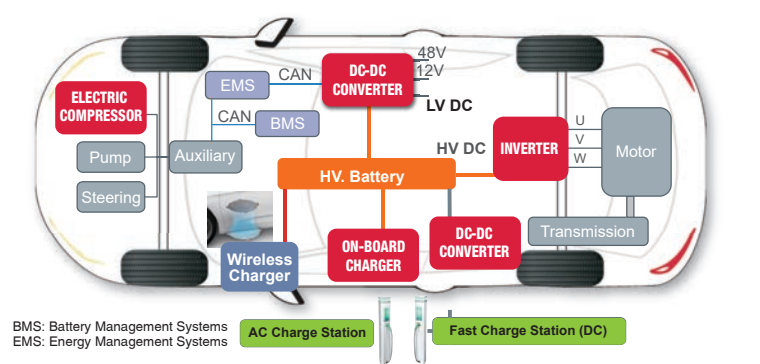 48V
12V
LV DC
DC-DC
CONVERTER
CAN
EMS
CAN
BMS
ELECTRIC
COMPRESSOR
Pump
Steering
Auxiliary
HV. Battery
HV DC
INVERTER
U
V
W
Motor
Transmission
Wireless
Charger
ON-BOARD
CHARGER
DC-DC
CONVERTER
BMS: Battery Management Systems
EMS: Energy Management Systems
AC Charge Station
Fast Charge Station (DC)